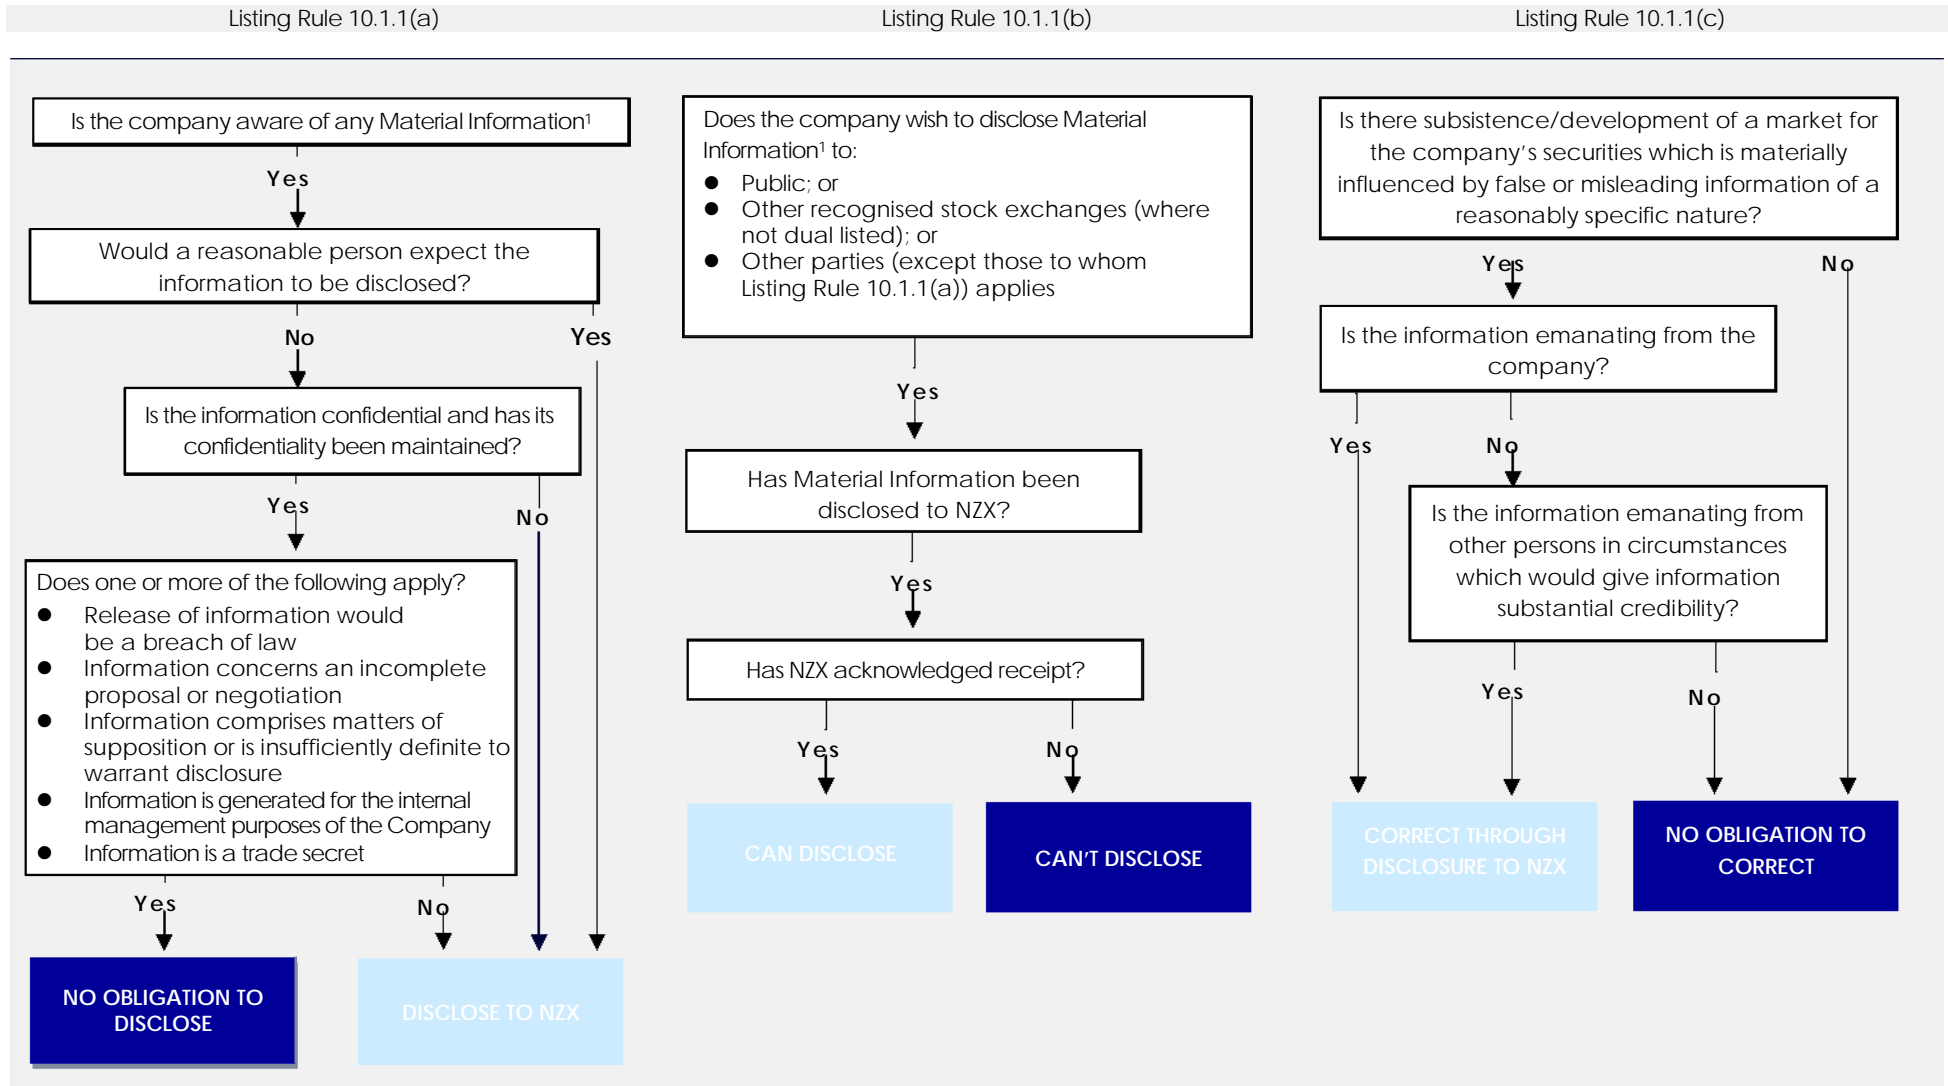 Listing Rule 10.1.1(a)
Listing Rule 10.1.1(b)
Listing Rule 10.1.1(c)
Is the company aware of any Material Information¹
Yes
Would a reasonable person expect the
information to be disclosed?
No
Yes
Is the information confidential and has its
confidentiality been maintained?
Yes
No
Does one or more of the following apply?
● Release of information would
be a breach of law
● Information concerns an incomplete
proposal or negotiation
● Information comprises matters of
supposition or is insufficiently definite to
warrant disclosure
● Information is generated for the internal
management purposes of the Company
● Information is a trade secret
Yes
No
NO OBLIGATION TO
DISCLOSE
DISCLOSE TO NZX
Does the company wish to disclose Material
Information¹ to:
● Public; or
● Other recognised stock exchanges (where
not dual listed); or
● Other parties (except those to whom
Listing Rule 10.1.1(a)) applies
Yes
Has Material Information been
disclosed to NZX?
Yes
Has NZX acknowledged receipt?
Yes
No
CAN DISCLOSE
CAN'T DISCLOSE
Is there subsistence/development of a market for
the company's securities which is materially
influenced by false or misleading information of a
reasonably specific nature?
Yes
No
Is the information emanating from the
company?
Yes
No
Is the information emanating from
other persons in circumstances
which would give information
substantial credibility?
Yes
No
CORRECT THROUGH
DISCLOSURE TO NZX
NO OBLIGATION TO
CORRECT